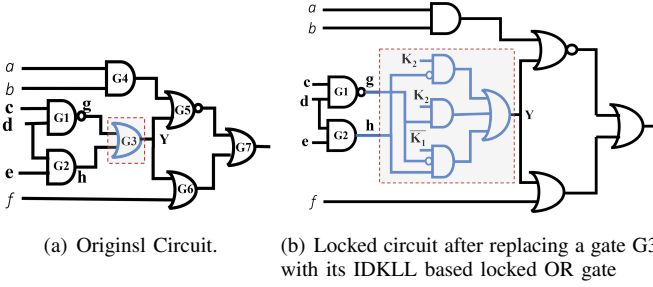 a
b
c
d
e
f
G1
g
G2
h
G3
Y
G4
G5
G6
G7
(a) Originsl Circuit.
a
b
c
d
e
f
G1
g
G2
h
K2
K2
K̅1
Y
(b) Locked circuit after replacing a gate G3
with its IDKLL based locked OR gate